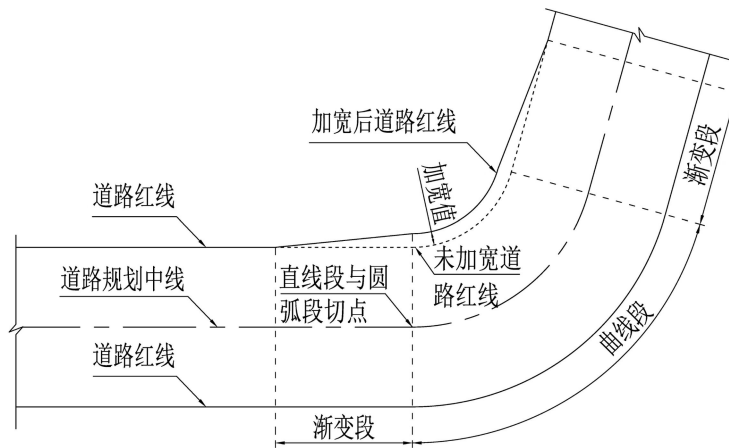 加宽后道路红线
渐变段
加宽值
道路红线
未加宽道
路红线
道路规划中线
直线段与圆
弧段切点
曲线段
道路红线
渐变段